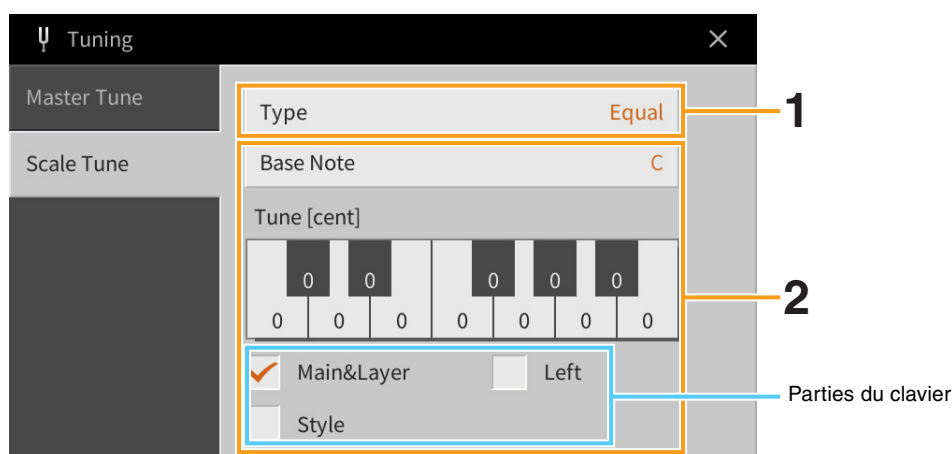 Tuning
Master Tune
Scale Tune
Type Equal
1
Base Note C
Tune [cent]
0 0 0 0 0
0 0 0 0 0 0 0
2
Main&Layer Left
Style
Parties du clavier